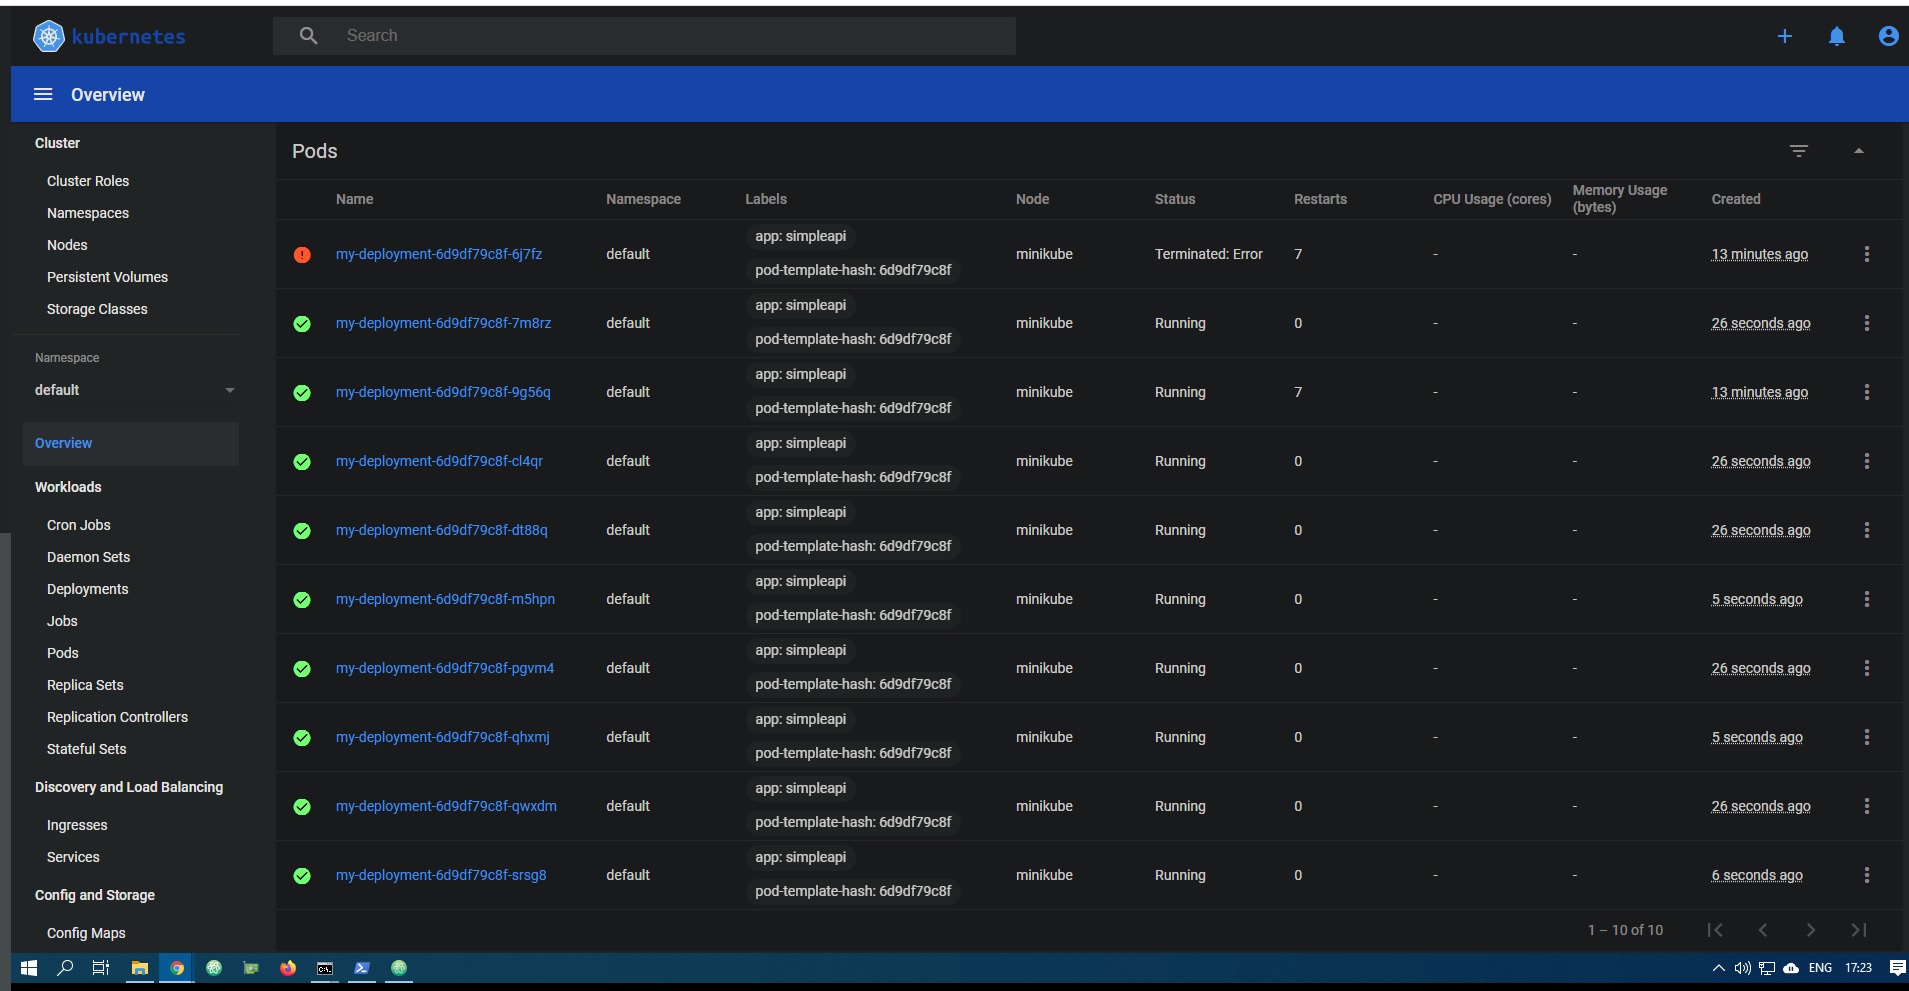 kubernetes
Search
Overview
Cluster
Cluster Roles
Namespaces
Nodes
Persistent Volumes
Storage Classes
Namespace
default
Overview
Workloads
Cron Jobs
Daemon Sets
Deployments
Jobs
Pods
Replica Sets
Replication Controllers
Stateful Sets
Discovery and Load Balancing
Ingresses
Services
Config and Storage
Config Maps
Pods
Name Namespace Labels Node Status Restarts CPU Usage (cores) Memory Usage (bytes) Created
my-deployment-6d9df79c8f-6j7fz default app: simpleapi pod-template-hash: 6d9df79c8f minikube Terminated: Error 7 - - 13 minutes ago
my-deployment-6d9df79c8f-7m8rz default app: simpleapi pod-template-hash: 6d9df79c8f minikube Running 0 - - 26 seconds ago
my-deployment-6d9df79c8f-9g56q default app: simpleapi pod-template-hash: 6d9df79c8f minikube Running 7 - - 13 minutes ago
my-deployment-6d9df79c8f-cl4qr default app: simpleapi pod-template-hash: 6d9df79c8f minikube Running 0 - - 26 seconds ago
my-deployment-6d9df79c8f-dt88q default app: simpleapi pod-template-hash: 6d9df79c8f minikube Running 0 - - 26 seconds ago
my-deployment-6d9df79c8f-m5hpn default app: simpleapi pod-template-hash: 6d9df79c8f minikube Running 0 - - 5 seconds ago
my-deployment-6d9df79c8f-pgvm4 default app: simpleapi pod-template-hash: 6d9df79c8f minikube Running 0 - - 26 seconds ago
my-deployment-6d9df79c8f-qhxmj default app: simpleapi pod-template-hash: 6d9df79c8f minikube Running 0 - - 5 seconds ago
my-deployment-6d9df79c8f-qwxdm default app: simpleapi pod-template-hash: 6d9df79c8f minikube Running 0 - - 26 seconds ago
my-deployment-6d9df79c8f-srsg8 default app: simpleapi pod-template-hash: 6d9df79c8f minikube Running 0 - - 6 seconds ago
1 – 10 of 10
ENG 17:23